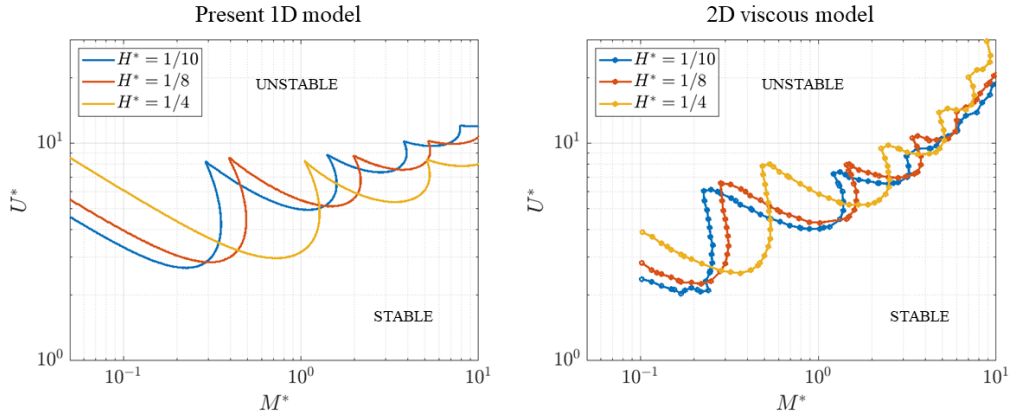 Present 1D model
H* = 1/10
H* = 1/8
H* = 1/4
UNSTABLE
STABLE
U*
10^1
10^0
10^-1
10^0
10^1
M*
2D viscous model
H* = 1/10
H* = 1/8
H* = 1/4
UNSTABLE
STABLE
U*
10^1
10^0
10^-1
10^0
10^1
M*